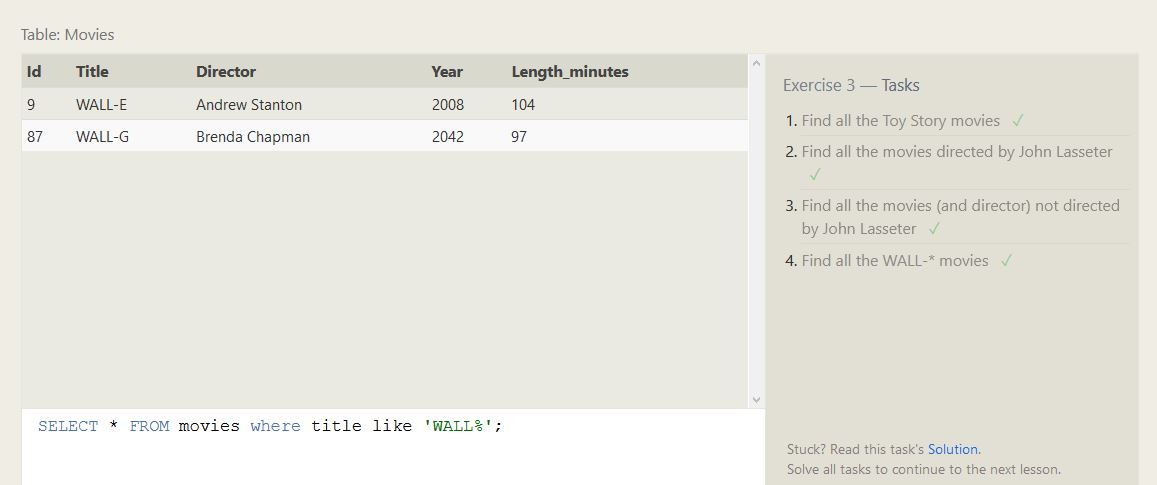 Table: Movies
Id Title Director Year Length_minutes
9 WALL-E Andrew Stanton 2008 104
87 WALL-G Brenda Chapman 2042 97
SELECT * FROM movies where title like 'WALL%';
Exercise 3 — Tasks
1. Find all the Toy Story movies ✓
2. Find all the movies directed by John Lasseter
✓
3. Find all the movies (and director) not directed
by John Lasseter ✓
4. Find all the WALL-* movies ✓
Stuck? Read this task's Solution.
Solve all tasks to continue to the next lesson.